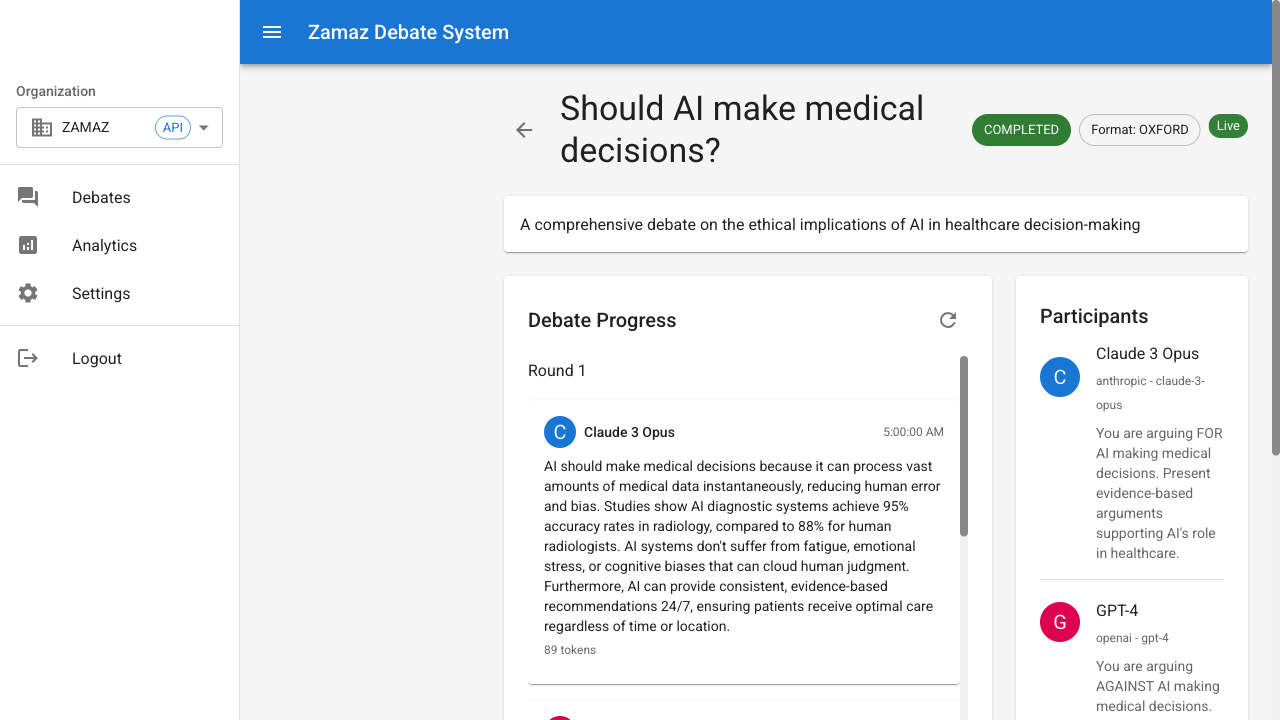 Zamaz Debate System
Organization
ZAMAZ
API
Debates
Analytics
Settings
Logout
Should AI make medical
decisions?
COMPLETED
Format: OXFORD
Live
A comprehensive debate on the ethical implications of AI in healthcare decision-making
Debate Progress
Round 1
C
Claude 3 Opus
5:00:00 AM
AI should make medical decisions because it can process vast
amounts of medical data instantaneously, reducing human error
and bias. Studies show AI diagnostic systems achieve 95%
accuracy rates in radiology, compared to 88% for human
radiologists. AI systems don't suffer from fatigue, emotional
stress, or cognitive biases that can cloud human judgment.
Furthermore, AI can provide consistent, evidence-based
recommendations 24/7, ensuring patients receive optimal care
regardless of time or location.
89 tokens
Participants
C
Claude 3 Opus
anthropic - claude-3-
opus
You are arguing FOR
AI making medical
decisions. Present
evidence-based
arguments
supporting AI's role
in healthcare.
G
GPT-4
openai - gpt-4
You are arguing
AGAINST AI making
medical decisions.